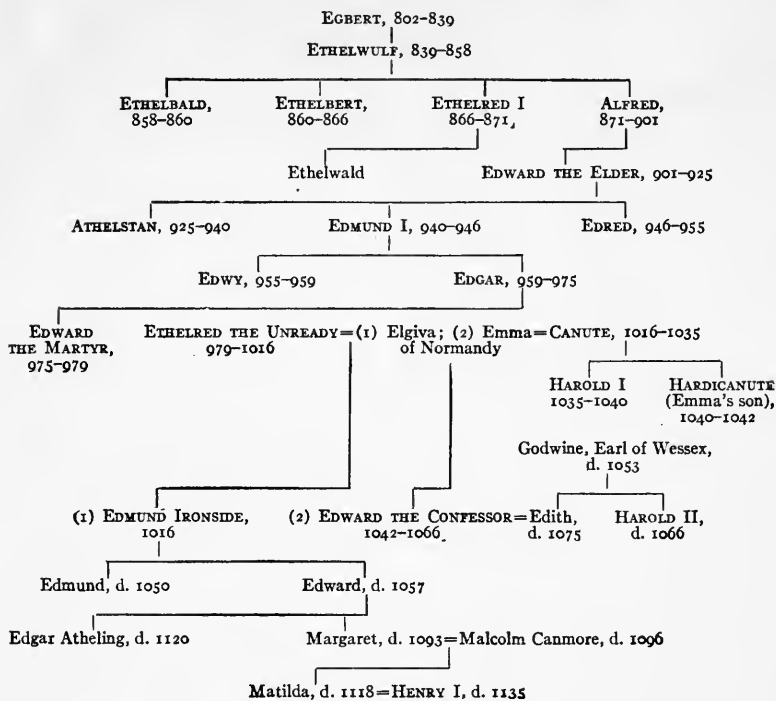 EGBERT, 802-839
ETHELWULF, 839-858
ETHELBALD, ETHELBERT, ETHELRED I ALFRED,
858-860 860-866 866-871 871-901
Ethelwald EDWARD THE ELDER, 901-925
ATHELSTAN, 925-940 EDMUND I, 940-946 EDRED, 946-955
EDWY, 955-959 EDGAR, 959-975
EDWARD ETHELRED THE UNREADY=(1) Elgiva; (2) Emma=CANUTE, 1016-1035
THE MARTYR, 979-1016 of Normandy
975-979
HAROLD I HARDICANUTE
1035-1040 (Emma's son),
1040-1042
Godwine, Earl of Wessex,
d. 1053
(1) EDMUND IRONSIDE, (2) EDWARD THE CONFESSOR=Edith, HAROLD II,
1016 1042-1066 d. 1075 d. 1066
Edmund, d. 1050 Edward, d. 1057
Edgar Atheling, d. 1120 Margaret, d. 1093=Malcolm Canmore, d. 1096
Matilda, d. 1118=HENRY I, d. 1135